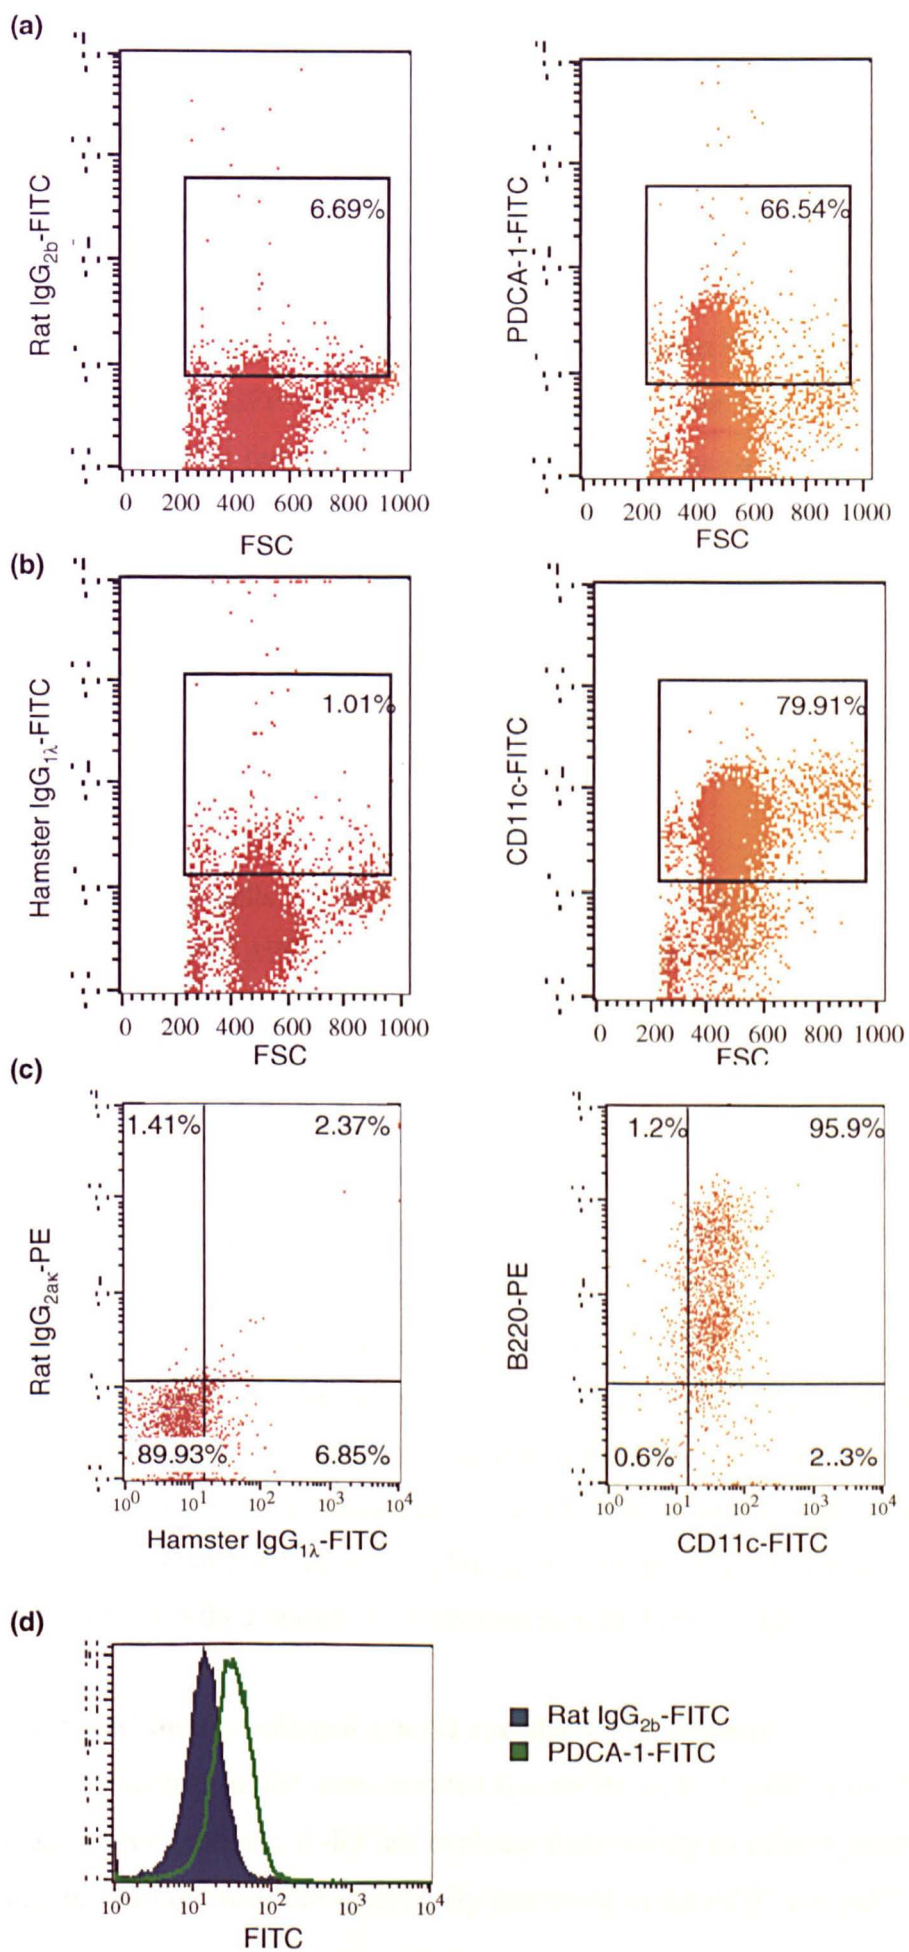 (a)
Rat IgG2b-FITC
6.69%
0 200 400 600 800 1000
FSC
PDCA-1-FITC
66.54%
0 200 400 600 800 1000
FSC
(b)
Hamster IgG1λ-FITC
1.01%
0 200 400 600 800 1000
FSC
CD11c-FITC
79.91%
0 200 400 600 800 1000
FSC
(c)
Rat IgG2aκ-PE
1.41%
2.37%
89.93%
6.85%
10^0 10^1 10^2 10^3 10^4
Hamster IgG1λ-FITC
B220-PE
1.2%
95.9%
0.6%
2..3%
10^0 10^1 10^2 10^3 10^4
CD11c-FITC
(d)
10^0 10^1 10^2 10^3 10^4
FITC
Rat IgG2b-FITC
PDCA-1-FITC